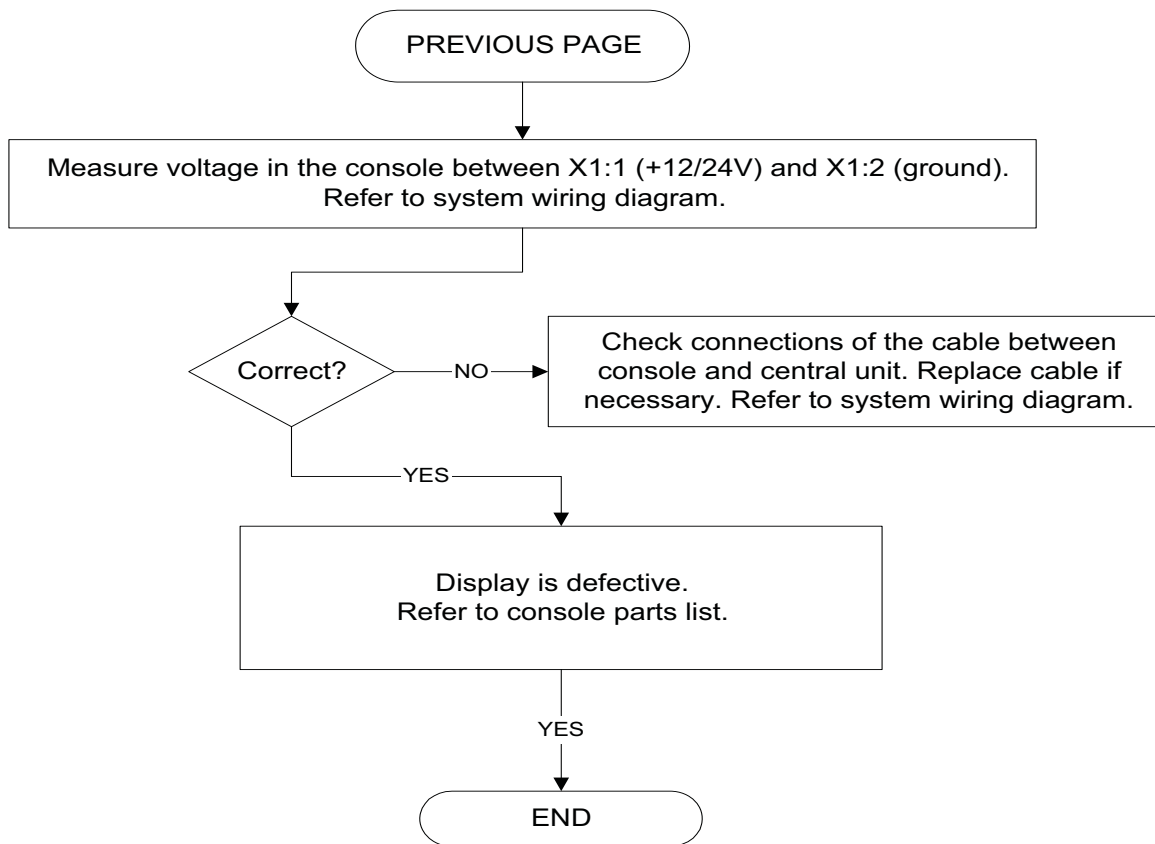 PREVIOUS PAGE
Measure voltage in the console between X1:1 (+12/24V) and X1:2 (ground).
Refer to system wiring diagram.
Correct?
NO
Check connections of the cable between
console and central unit. Replace cable if
necessary. Refer to system wiring diagram.
YES
Display is defective.
Refer to console parts list.
YES
END